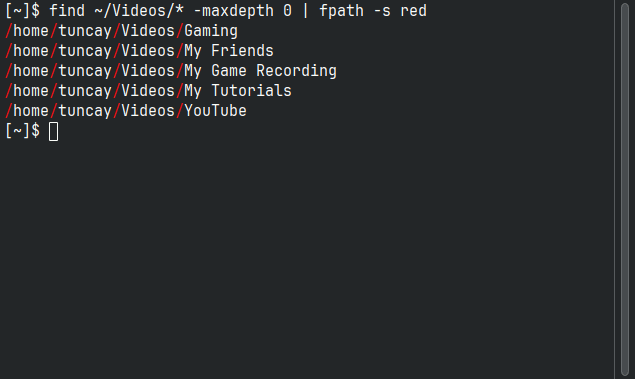 [~]$ find ~/Videos/* -maxdepth 0 | fpath -s red
/home/tuncay/Videos/Gaming
/home/tuncay/Videos/My Friends
/home/tuncay/Videos/My Game Recording
/home/tuncay/Videos/My Tutorials
/home/tuncay/Videos/YouTube
[~]$